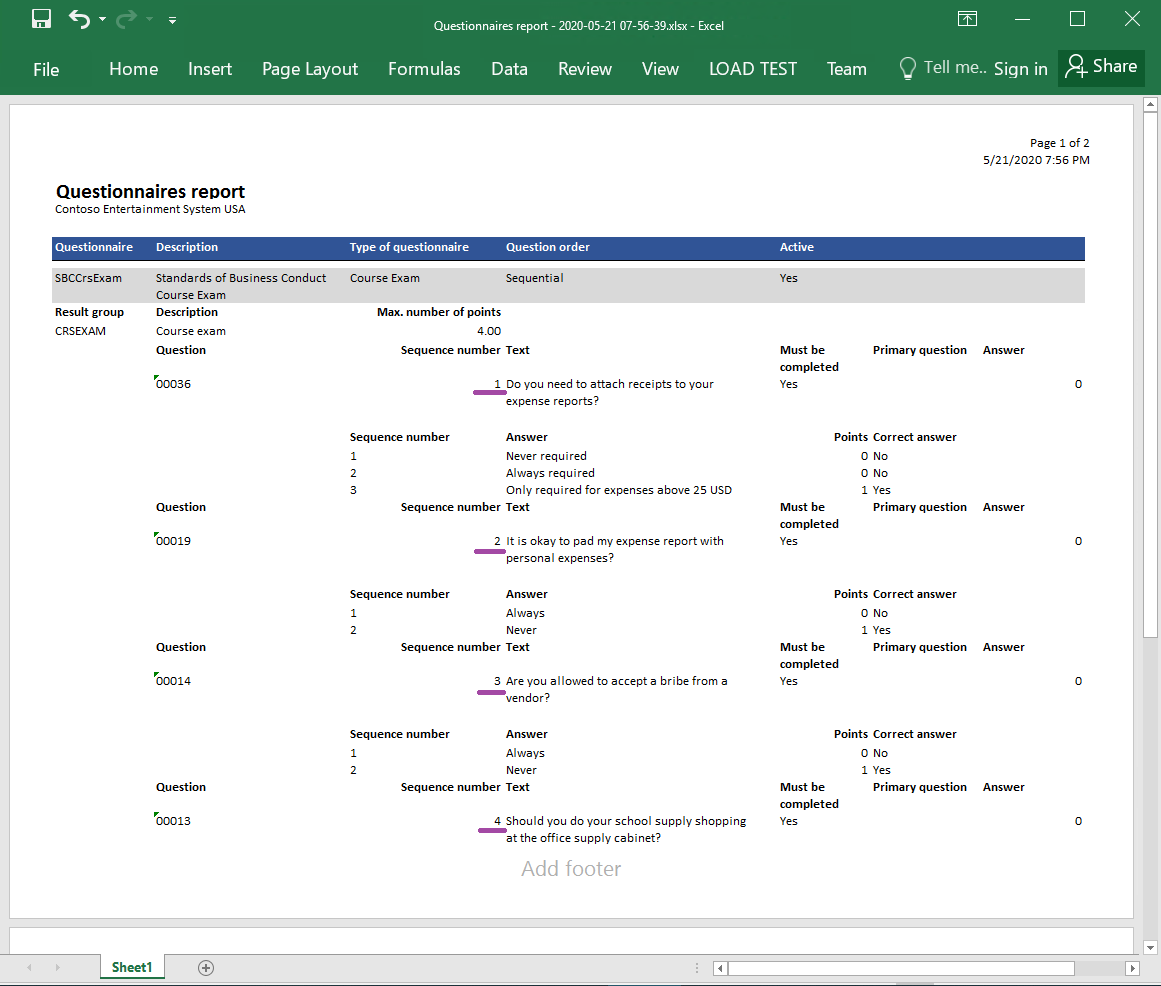 Questionnaires report - 2020-05-21 07-56-39.xlsx - Excel
File Home Insert Page Layout Formulas Data Review View LOAD TEST Team Tell me.. Sign in Share
Page 1 of 2
5/21/2020 7:56 PM
Questionnaires report
Contoso Entertainment System USA
Questionnaire Description Type of questionnaire Question order Active
SBCCrsExam Standards of Business Conduct Course Exam Sequential Yes
Course Exam
Result group Description Max. number of points
CRSEXAM Course exam 4.00
Question Sequence number Text Must be Primary question Answer
completed
00036 1 Do you need to attach receipts to your Yes 0
expense reports?
Sequence number Answer Points Correct answer
1 Never required 0 No
2 Always required 0 No
3 Only required for expenses above 25 USD 1 Yes
Question Sequence number Text Must be Primary question Answer
completed
00019 2 It is okay to pad my expense report with Yes 0
personal expenses?
Sequence number Answer Points Correct answer
1 Always 0 No
2 Never 1 Yes
Question Sequence number Text Must be Primary question Answer
completed
00014 3 Are you allowed to accept a bribe from a Yes 0
vendor?
Sequence number Answer Points Correct answer
1 Always 0 No
2 Never 1 Yes
Question Sequence number Text Must be Primary question Answer
completed
00013 4 Should you do your school supply shopping Yes 0
at the office supply cabinet?
Add footer
Sheet1